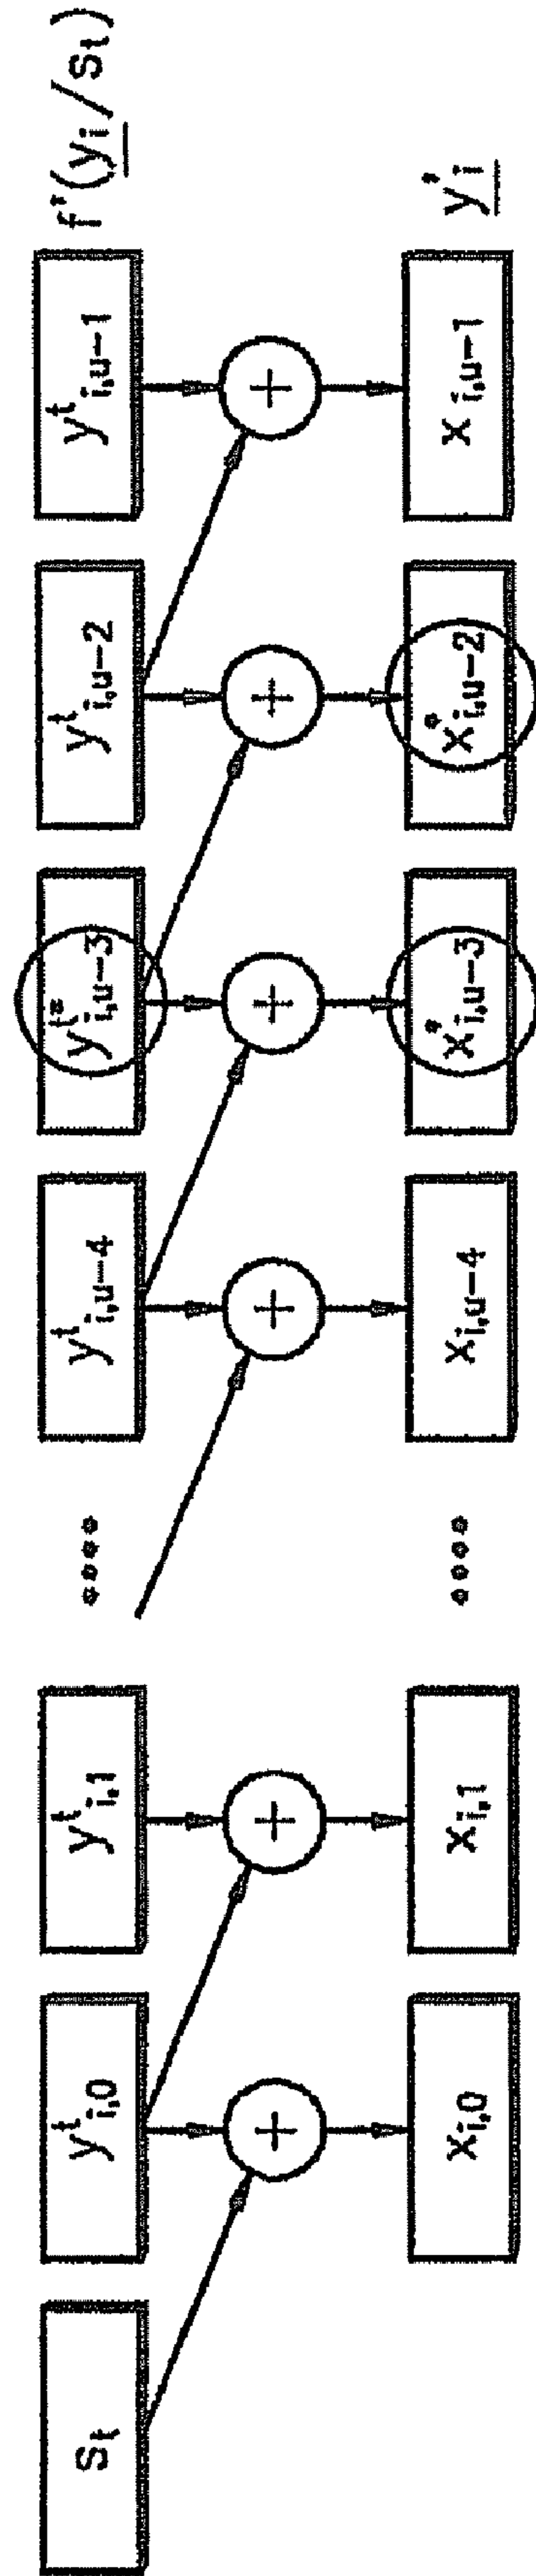 S_t y^t_{i,0} y^t_{i,1} °°°° y^t_{i,u-4} y^{t*}_{i,u-3} y^t_{i,u-2} y^t_{i,u-1} f'(y_i/S_t)
+ + + + + +
x_{i,0} x_{i,1} °°°° x_{i,u-4} x'_{i,u-3} x'_{i,u-2} x_{i,u-1} y'_i